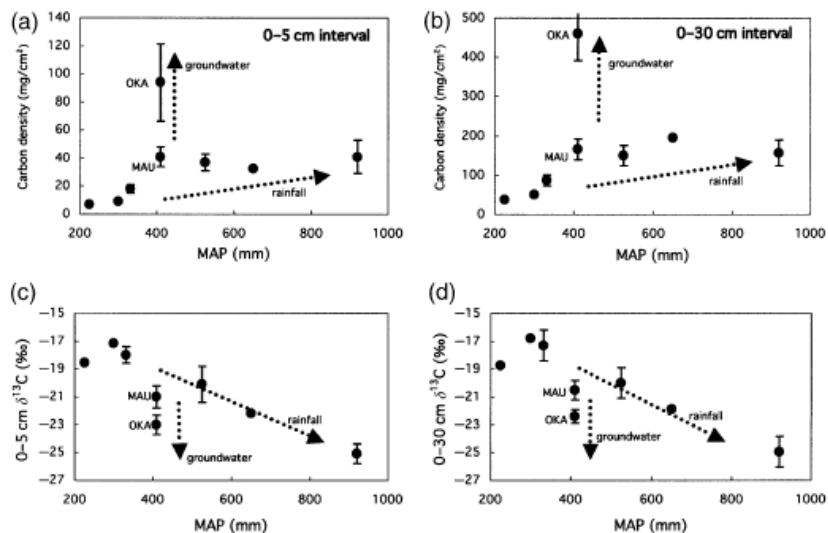 (a)
0–5 cm interval
Carbon density (mg/cm²)
140
120
100
80
60
40
20
0
OKA
groundwater
MAU
rainfall
200 400 600 800 1000
MAP (mm)
(b)
0–30 cm interval
Carbon density (mg/cm²)
500
400
300
200
100
0
OKA
groundwater
MAU
rainfall
200 400 600 800 1000
MAP (mm)
(c)
0–5 cm δ¹³C (‰)
−15
−17
−19
−21
−23
−25
−27
MAU
OKA
rainfall
groundwater
200 400 600 800 1000
MAP (mm)
(d)
0–30 cm δ¹³C (‰)
−15
−17
−19
−21
−23
−25
−27
MAU
OKA
rainfall
groundwater
200 400 600 800 1000
MAP (mm)